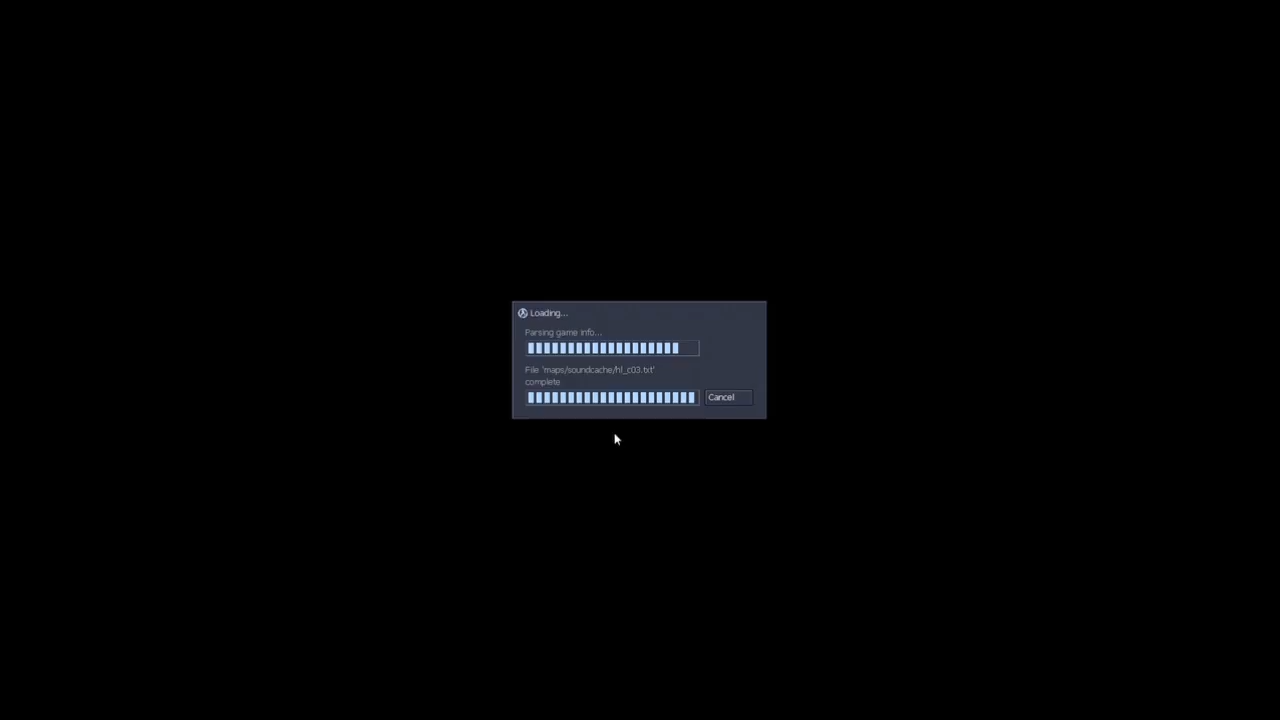 Loading...
Parsing game info...
File 'maps/soundcache/hl_c03.txt'
complete
Cancel